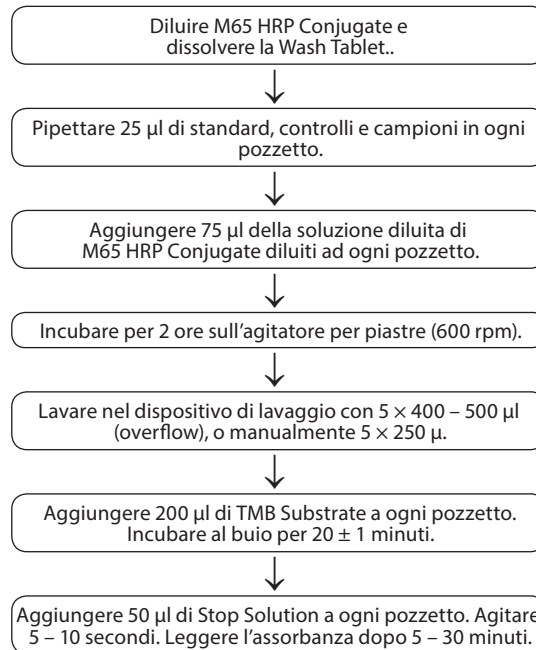 Diluire M65 HRP Conjugate e
dissolvere la Wash Tablet..
Pipettare 25 µl di standard, controlli e campioni in ogni
pozzetto.
Aggiungere 75 µl della soluzione diluita di
M65 HRP Conjugate diluiti ad ogni pozzetto.
Incubare per 2 ore sull’agitatore per piastre (600 rpm).
Lavare nel dispositivo di lavaggio con 5 × 400 – 500 µl
(overflow), o manualmente 5 × 250 µ.
Aggiungere 200 µl di TMB Substrate a ogni pozzetto.
Incubare al buio per 20 ± 1 minuti.
Aggiungere 50 µl di Stop Solution a ogni pozzetto. Agitare
5 – 10 secondi. Leggere l’assorbanza dopo 5 – 30 minuti.